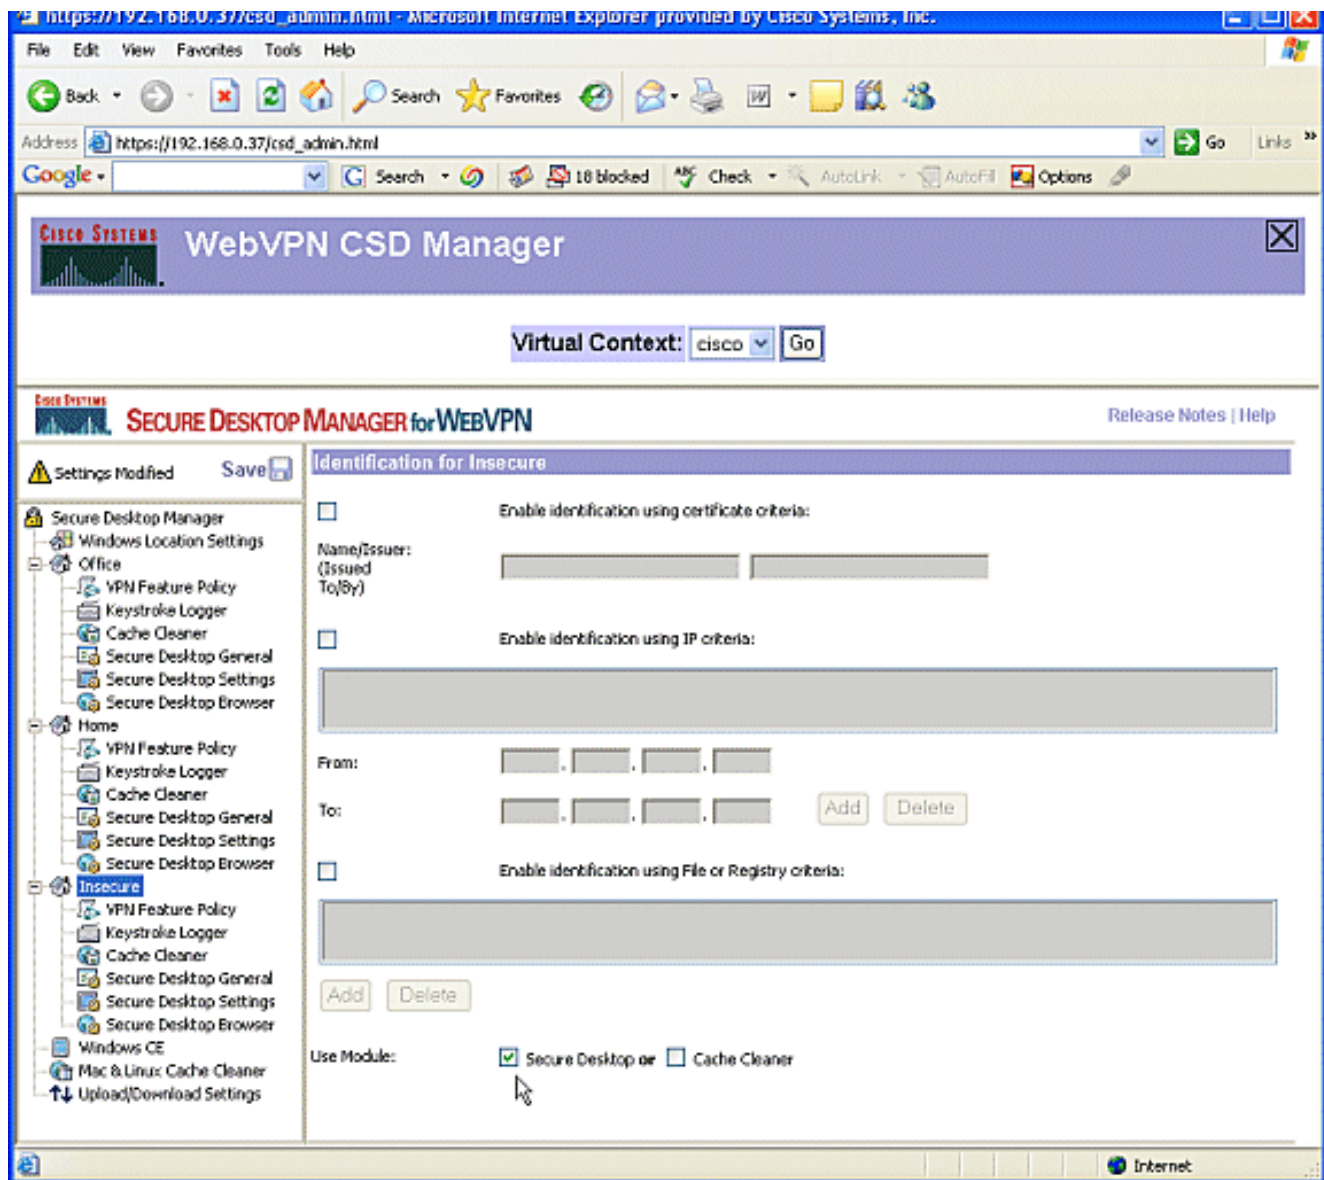 https://192.168.0.37/csd_admin.html - Microsoft Internet Explorer provided by Cisco Systems, Inc.
File Edit View Favorites Tools Help
Back Search Favorites W
Address https://192.168.0.37/csd_admin.html Go Links »
Google G Search 18 blocked ABC Check AutoLink AutoFill Options
CISCO SYSTEMS WebVPN CSD Manager
Virtual Context: cisco Go
CISCO SYSTEMS SECURE DESKTOP MANAGER for WEBVPN Release Notes | Help
Settings Modified Save
Secure Desktop Manager
Windows Location Settings
Office
VPN Feature Policy
Keystroke Logger
Cache Cleaner
Secure Desktop General
Secure Desktop Settings
Secure Desktop Browser
Home
VPN Feature Policy
Keystroke Logger
Cache Cleaner
Secure Desktop General
Secure Desktop Settings
Secure Desktop Browser
Insecure
VPN Feature Policy
Keystroke Logger
Cache Cleaner
Secure Desktop General
Secure Desktop Settings
Secure Desktop Browser
Windows CE
Mac & Linux Cache Cleaner
Upload/Download Settings
Identification for Insecure
Enable identification using certificate criteria:
Name/Issuer:
(Issued
To/By)
Enable identification using IP criteria:
From: . . .
To: . . . Add Delete
Enable identification using File or Registry criteria:
Add Delete
Use Module: Secure Desktop or Cache Cleaner
Internet